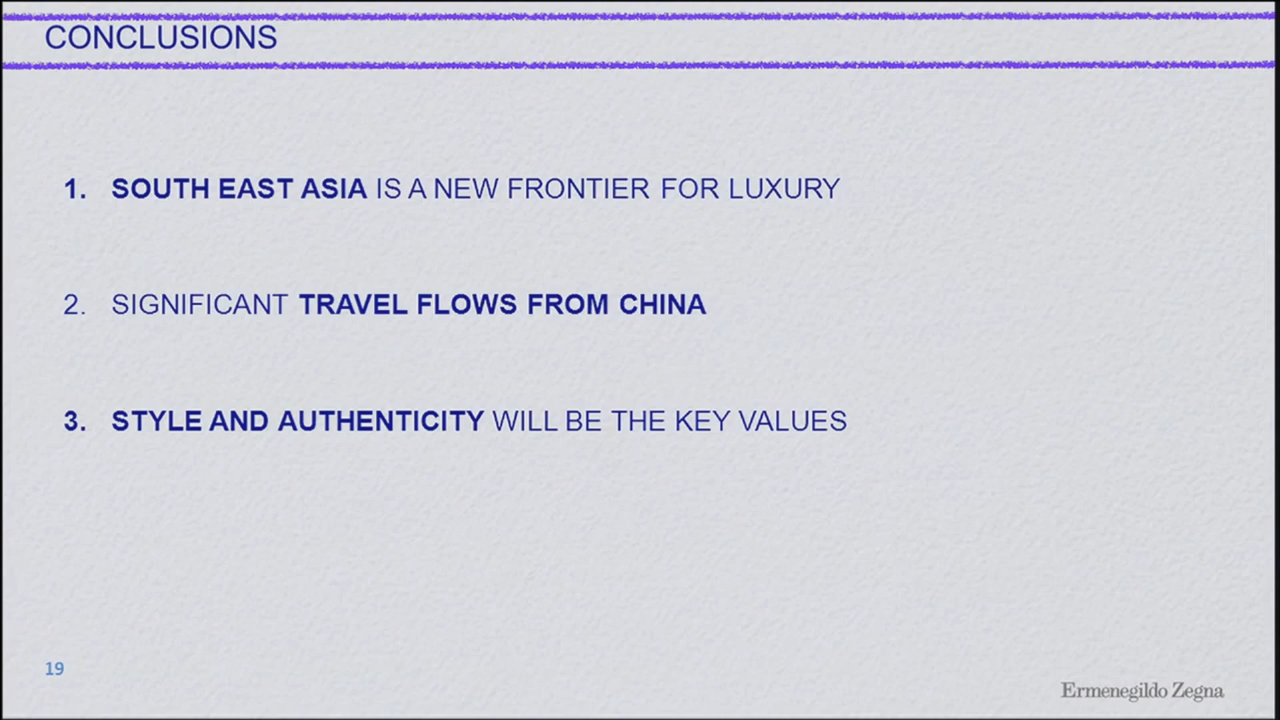 CONCLUSIONS
1. SOUTH EAST ASIA IS A NEW FRONTIER FOR LUXURY
2. SIGNIFICANT TRAVEL FLOWS FROM CHINA
3. STYLE AND AUTHENTICITY WILL BE THE KEY VALUES
19
Ermenegildo Zegna